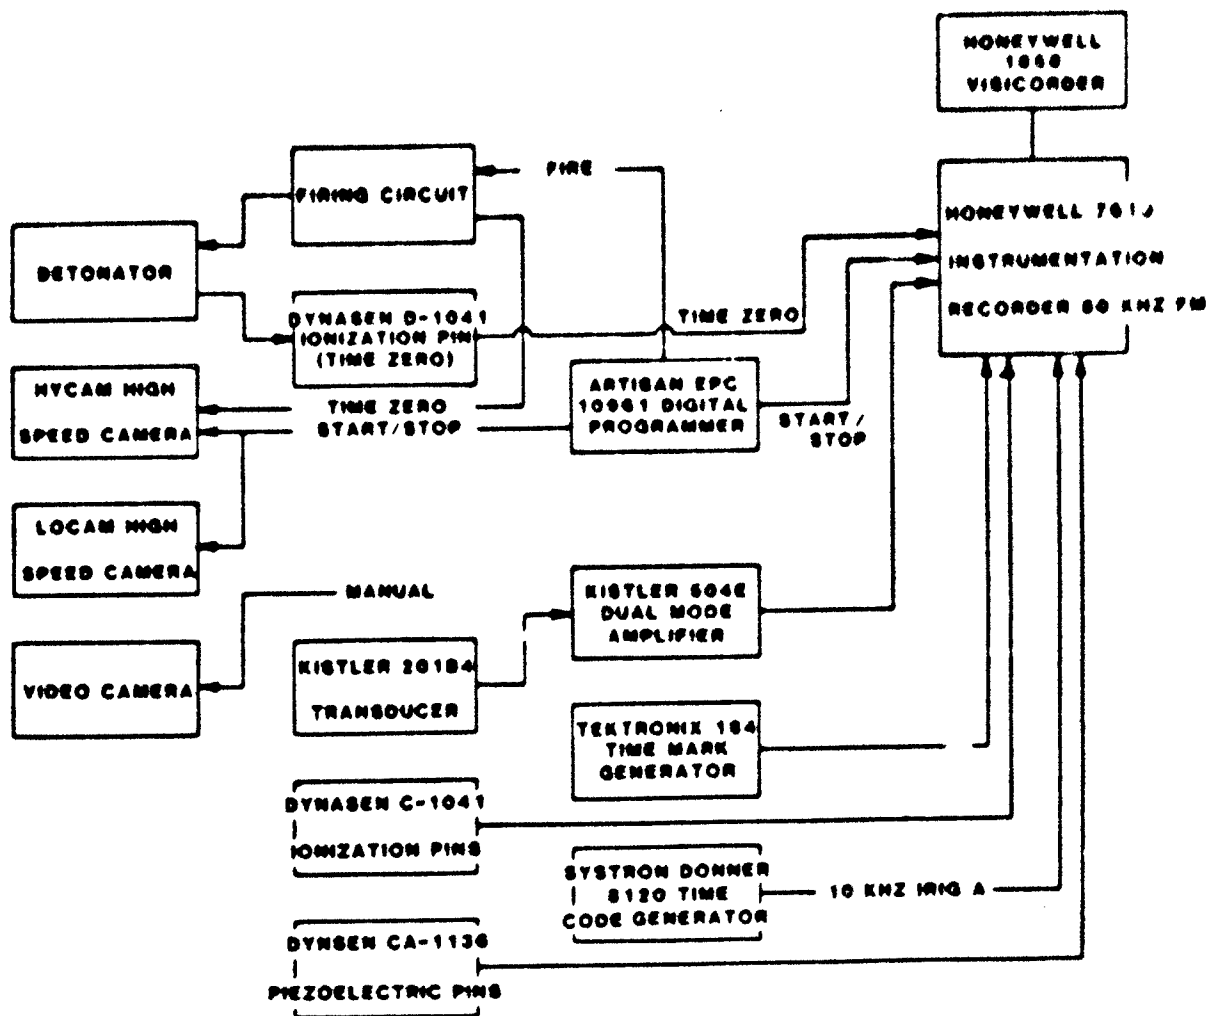 HONEYWELL
VISICORDER
FIRING CIRCUIT
FIRE
DETONATOR
HONEYWELL
INSTRUMENTATION
RECORDER 80 KHZ FM
DYNASEN D-1041
IONIZATION PIN
(TIME ZERO)
TIME ZERO
HYCAM HIGH
SPEED CAMERA
TIME ZERO
START/STOP
ARTISAN EPC
10961 DIGITAL
PROGRAMMER
START/
STOP
LOCAM HIGH
SPEED CAMERA
MANUAL
KISTLER 504E
DUAL MODE
AMPLIFIER
VIDEO CAMERA
KISTLER 201B4
TRANSDUCER
TEKTRONIX 184
TIME MARK
GENERATOR
DYNASEN C-1041
IONIZATION PINS
SYSTRON DONNER
8120 TIME
CODE GENERATOR
10 KHZ IRIG A
DYNSEN CA-1136
PIEZOELECTRIC PINS